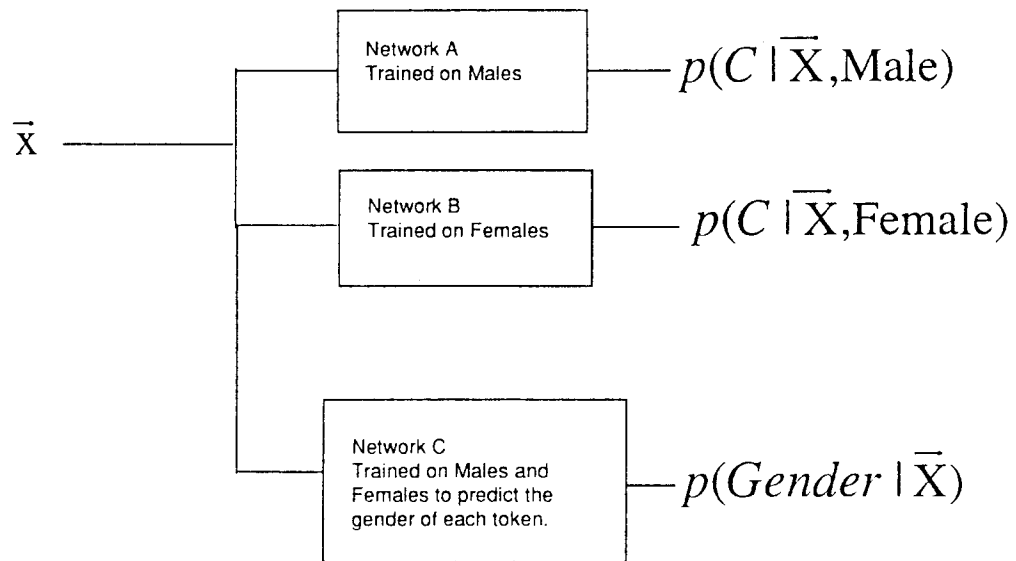 Network A
Trained on Males
p(C | X⃗,Male)
x⃗
Network B
Trained on Females
p(C | X⃗,Female)
Network C
Trained on Males and
Females to predict the
gender of each token.
p(Gender | X⃗)